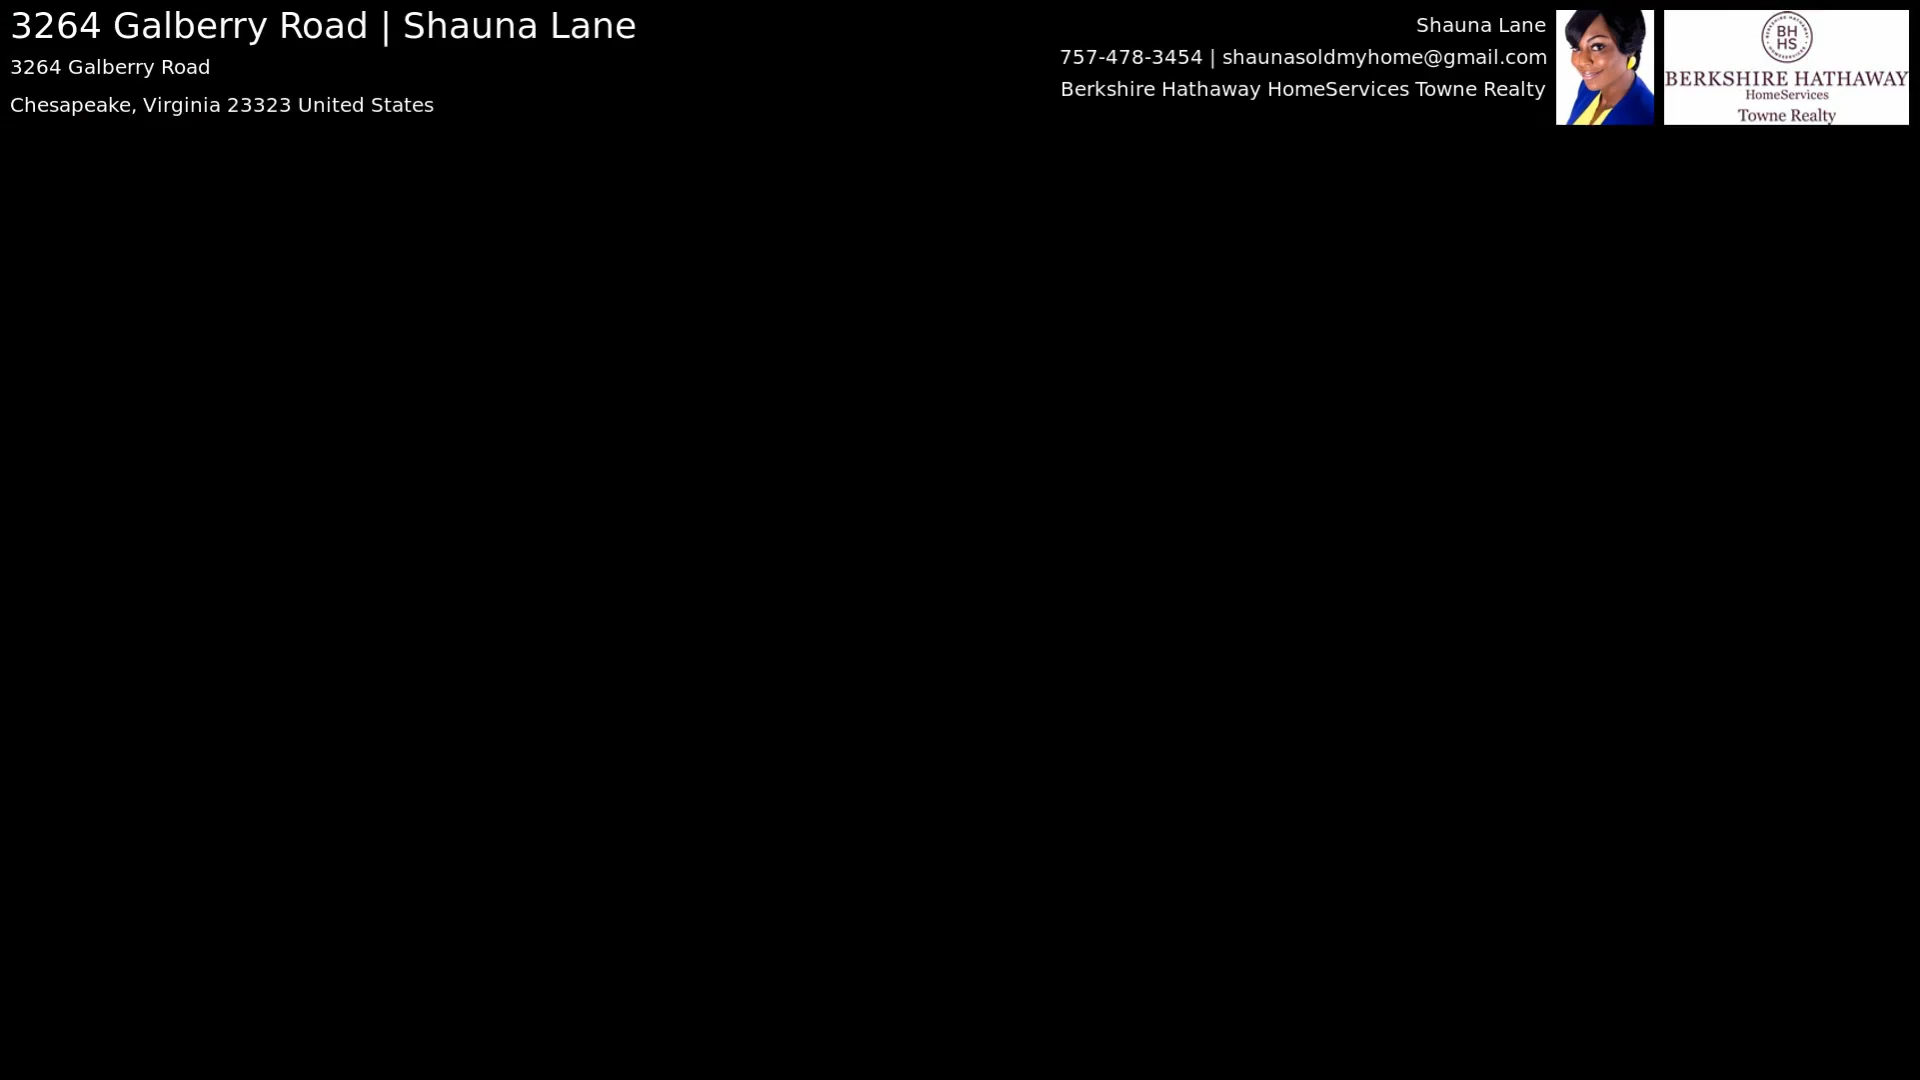 3264 Galberry Road | Shauna Lane
3264 Galberry Road
Chesapeake, Virginia 23323 United States
Shauna Lane
757-478-3454 | shaunasoldmyhome@gmail.com
Berkshire Hathaway HomeServices Towne Realty
BH
HS
BERKSHIRE HATHAWAY
HomeServices
Towne Realty